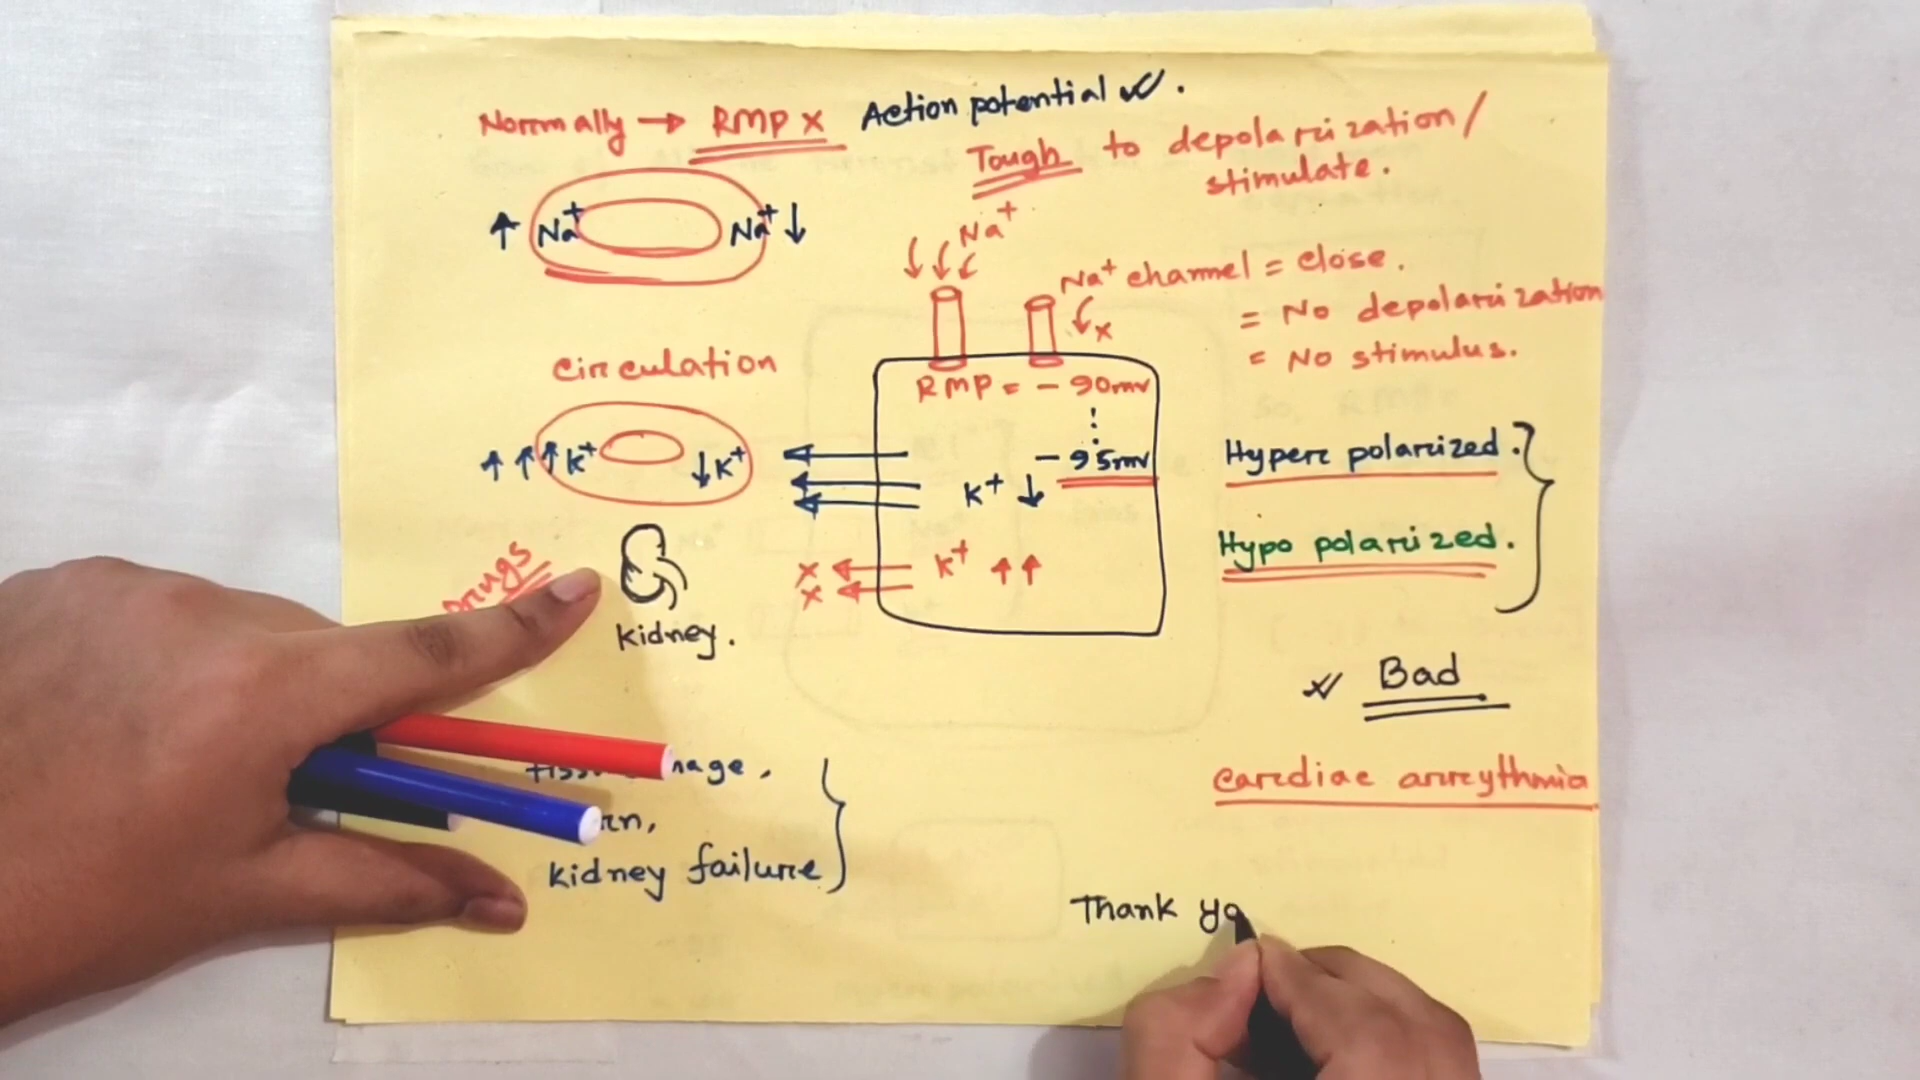 Normally → RMP x Action potential ✓✓.
Tough to depolarization/
stimulate.
↑ Na+ Na+ ↓
Na+
Na+ channel = close.
x
= No depolarization
= No stimulus.
circulation
RMP = - 90mv
- 95mv
↑ ↑ ↑ K+ ↓ K+
K+ ↓
Hyper polarized.
Hypo polarized.
x K+ ↑ ↑
x
Drugs
kidney.
✓✓ Bad
Cardiac arrythmia
kidney failure
Thank yo